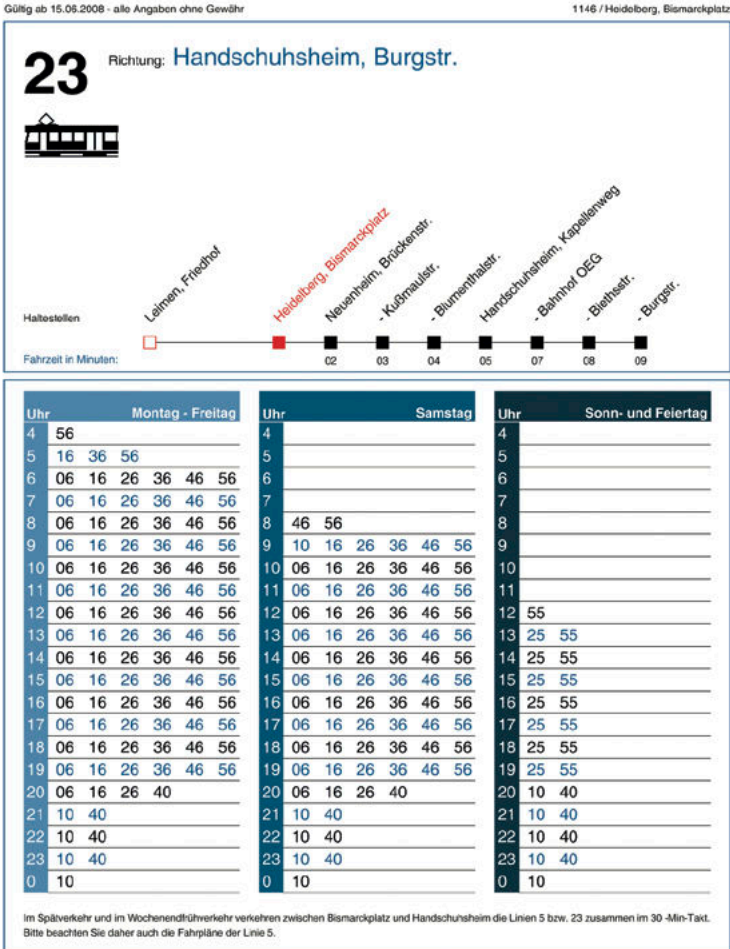 Gültig ab 15.06.2008 - alle Angaben ohne Gewähr 1146 / Heidelberg, Bismarckplatz
23 Richtung: Handschuhsheim, Burgstr.
Haltestellen
Leimen, Friedhof
Heidelberg, Bismarckplatz
Neuenheim, Brückenstr.
- Kußmaulstr.
- Blumenthalstr.
Handschuhsheim, Kapellenweg
- Bahnhof OEG
- Biethsstr.
- Burgstr.
Fahrzeit in Minuten: 02 03 04 05 07 08 09
Uhr Montag - Freitag Uhr Samstag Uhr Sonn- und Feiertag
4 56 4 4
5 16 36 56 5 5
6 06 16 26 36 46 56 6 6
7 06 16 26 36 46 56 7 7
8 06 16 26 36 46 56 8 46 56 8
9 06 16 26 36 46 56 9 10 16 26 36 46 56 9
10 06 16 26 36 46 56 10 06 16 26 36 46 56 10
11 06 16 26 36 46 56 11 06 16 26 36 46 56 11
12 06 16 26 36 46 56 12 06 16 26 36 46 56 12 55
13 06 16 26 36 46 56 13 06 16 26 36 46 56 13 25 55
14 06 16 26 36 46 56 14 06 16 26 36 46 56 14 25 55
15 06 16 26 36 46 56 15 06 16 26 36 46 56 15 25 55
16 06 16 26 36 46 56 16 06 16 26 36 46 56 16 25 55
17 06 16 26 36 46 56 17 06 16 26 36 46 56 17 25 55
18 06 16 26 36 46 56 18 06 16 26 36 46 56 18 25 55
19 06 16 26 36 46 56 19 06 16 26 36 46 56 19 25 55
20 06 16 26 40 20 06 16 26 40 20 10 40
21 10 40 21 10 40 21 10 40
22 10 40 22 10 40 22 10 40
23 10 40 23 10 40 23 10 40
0 10 0 10 0 10
Im Spätverkehr und im Wochenendfrühverkehr verkehren zwischen Bismarckplatz und Handschuhsheim die Linien 5 bzw. 23 zusammen im 30 -Min-Takt.
Bitte beachten Sie daher auch die Fahrpläne der Linie 5.